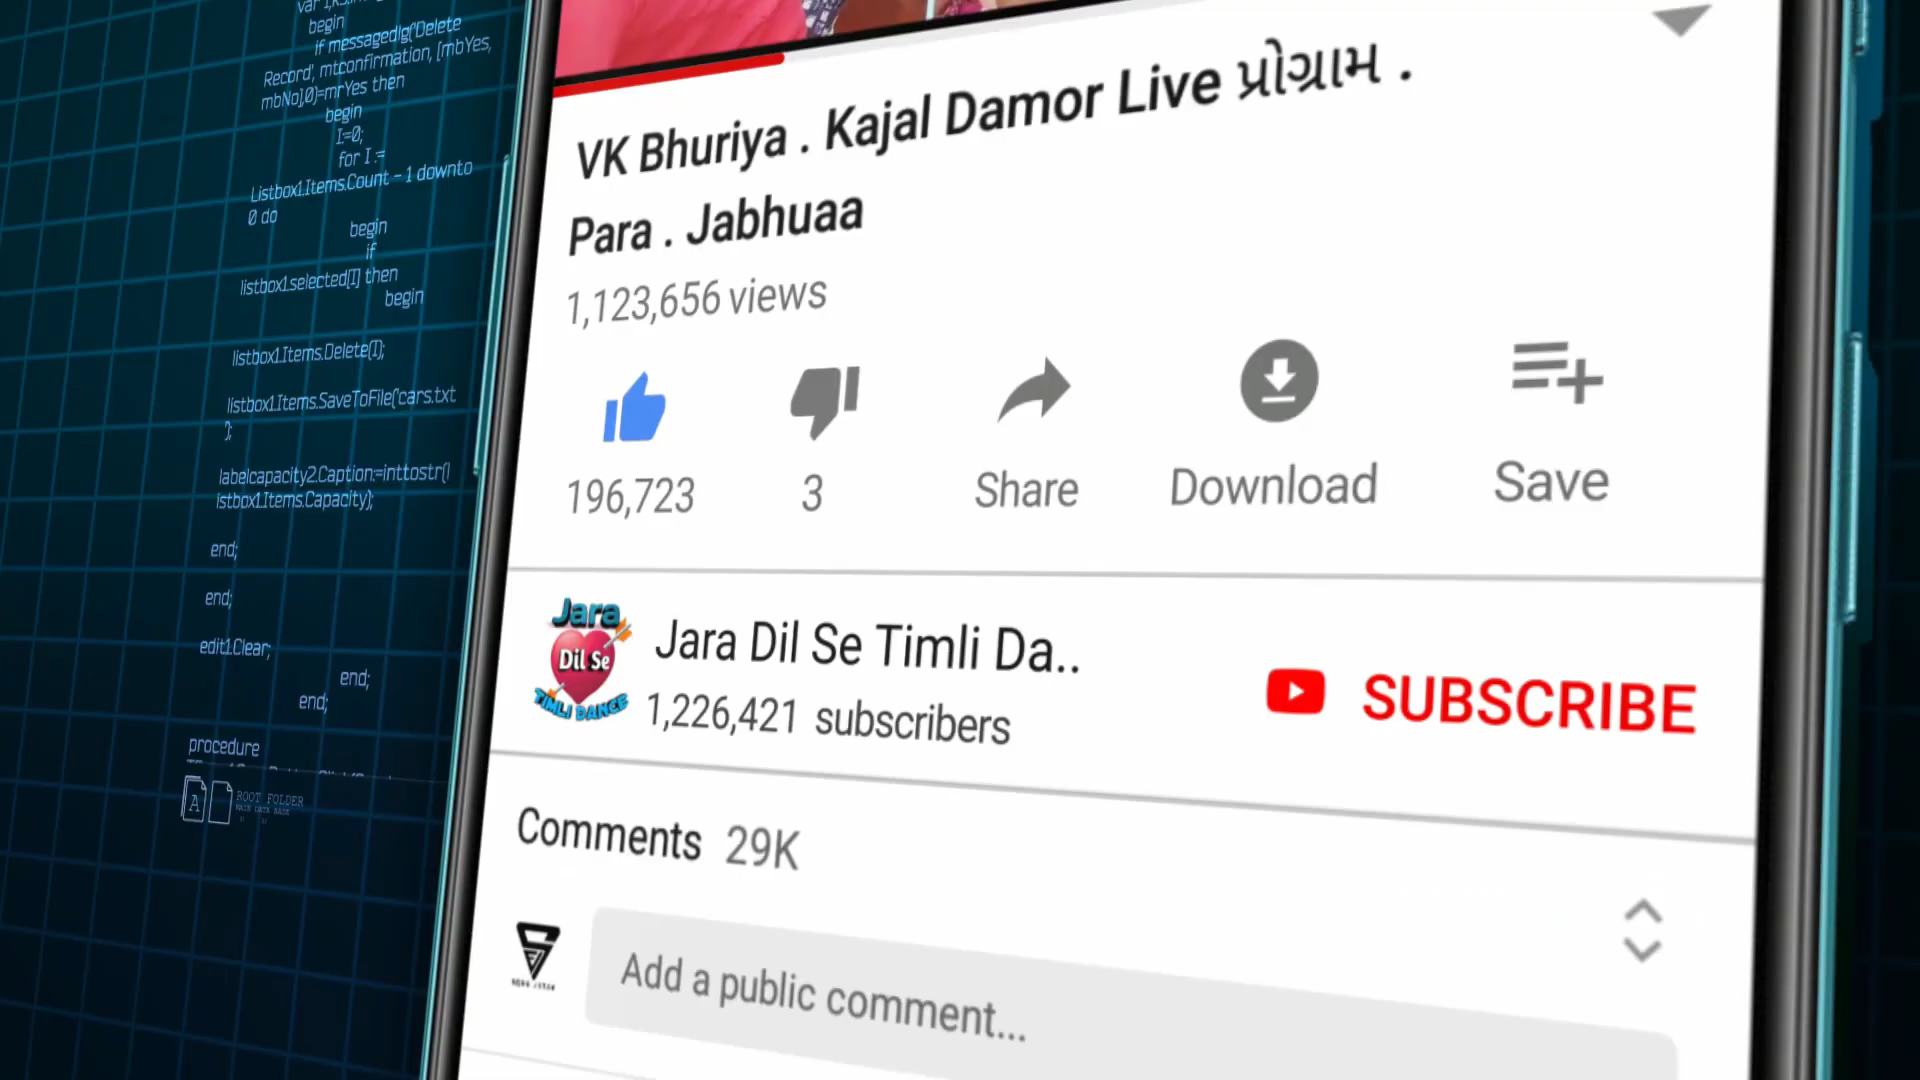 begin
if messagedlg('Delete
Record', mtconfirmation, [mbYes,
mbNo],0)=mrYes then
begin
I:=0;
for I :=
Listbox1.Items.Count - 1 downto
0 do
begin
if
listbox1.selected[I] then
begin
listbox1.Items.Delete(I);
listbox1.Items.SaveToFile('cars.txt
');
labelcapacity2.Caption:=inttostr(l
istbox1.Items.Capacity);
end;
end;
edit1.Clear;
end;
end;
procedure
A
ROOT FOLDER
MAIN DATA BASE
VK Bhuriya . Kajal Damor Live પ્રોગ્રામ .
Para . Jabhuaa
1,123,656 views
196,723
3
Share
Download
Save
Jara
Dil Se
TIMLI DANCE
Jara Dil Se Timli Da..
1,226,421 subscribers
SUBSCRIBE
Comments 29K
Add a public comment...